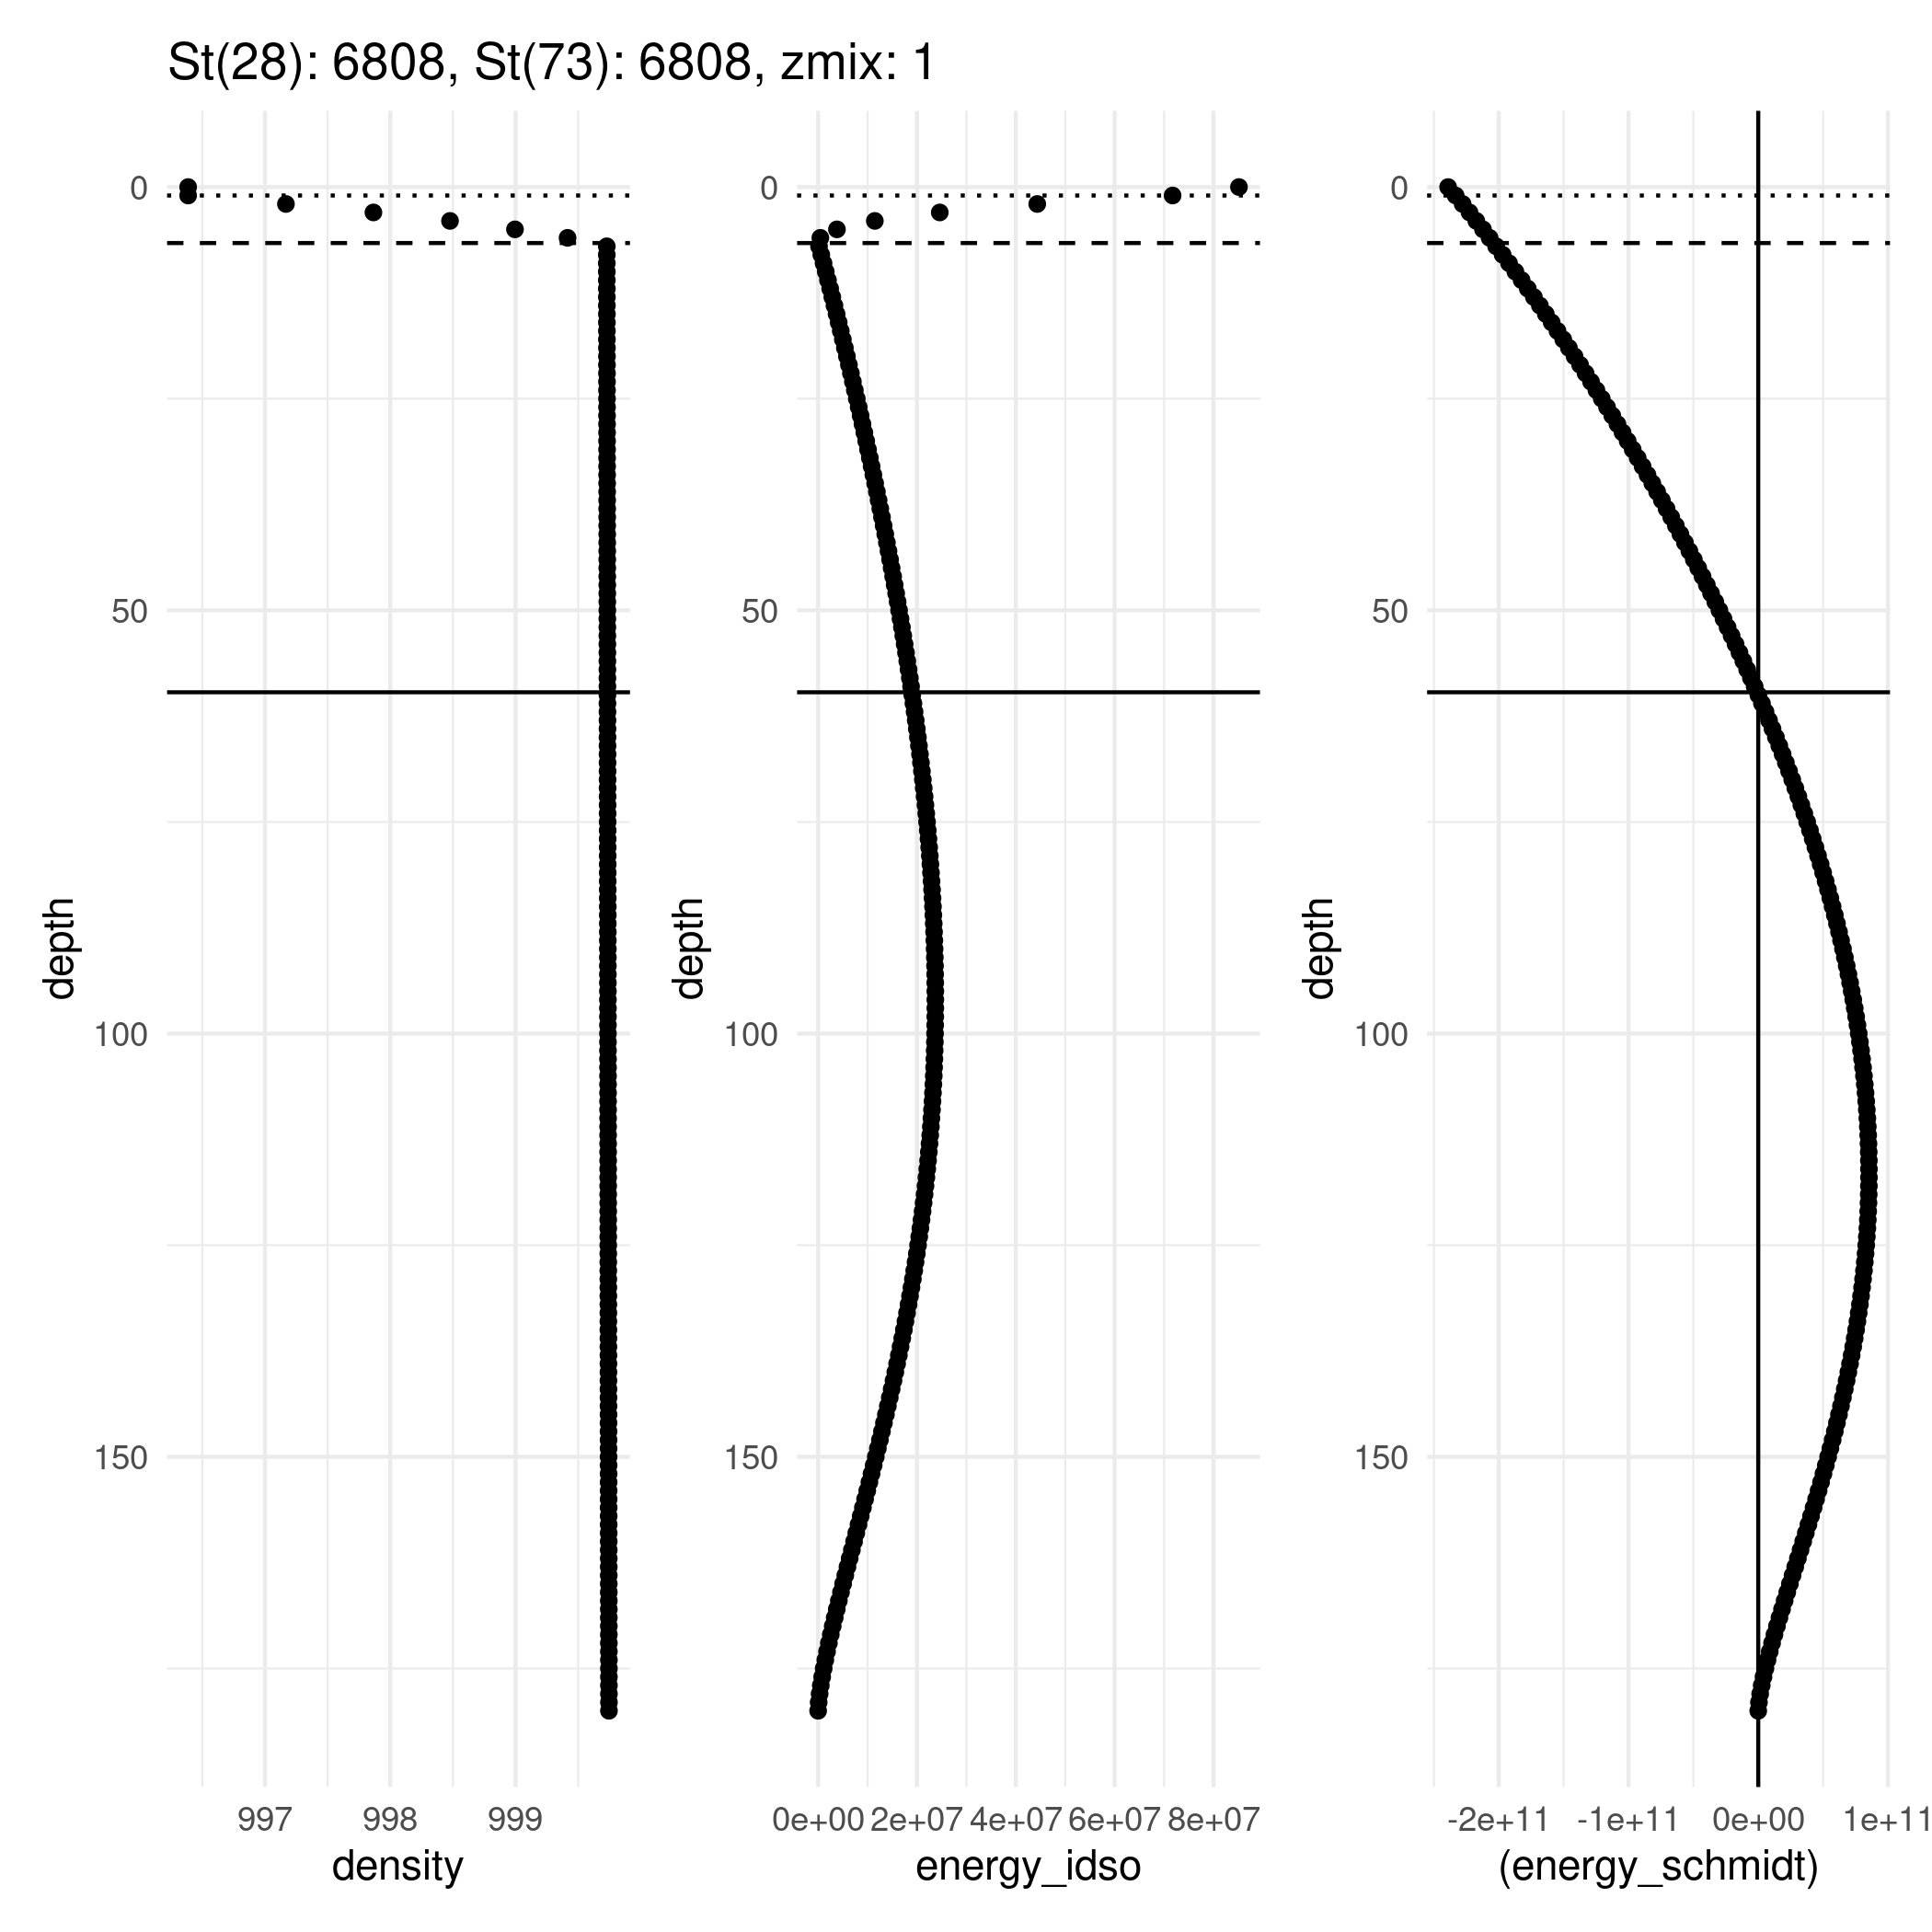 St(28): 6808, St(73): 6808, zmix: 1
0
50
100
150
depth
997
998
999
density
0
50
100
150
depth
0e+00
2e+07
4e+07
6e+07
8e+07
energy_idso
0
50
100
150
depth
-2e+11
-1e+11
0e+00
1e+11
(energy_schmidt)